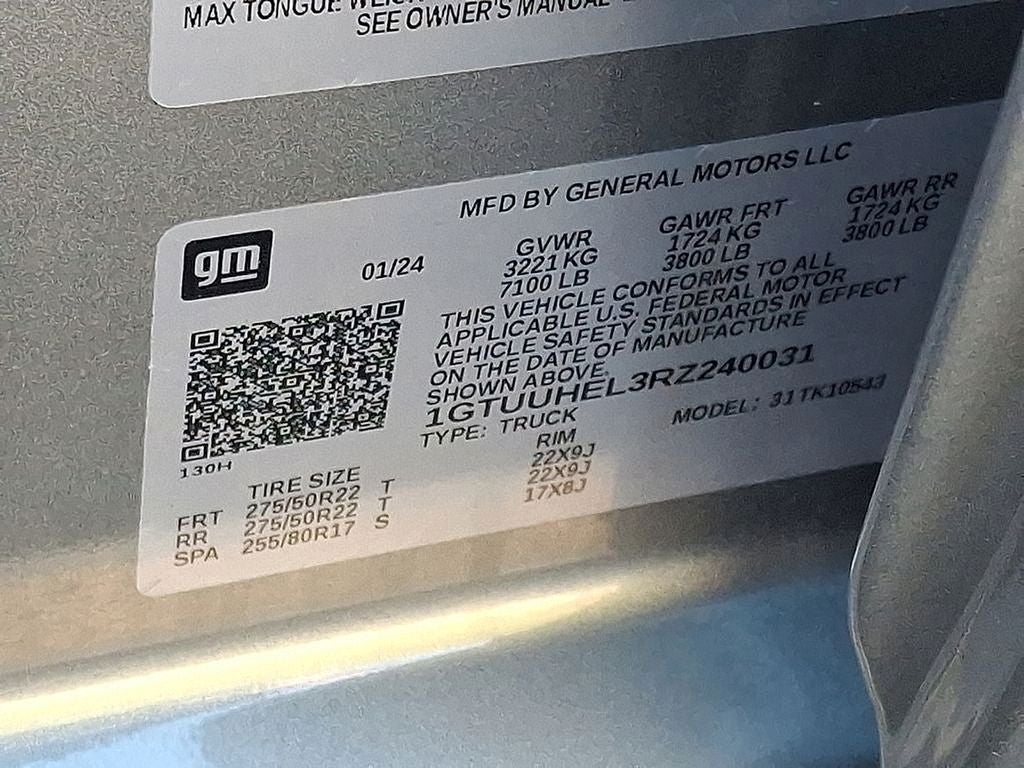 MAX TONGUE WEIGH
SEE OWNER'S MANUAL
MFD BY GENERAL MOTORS LLC
gm
01/24
GVWR GAWR FRT GAWR RR
3221 KG 1724 KG 1724 KG
7100 LB 3800 LB 3800 LB
THIS VEHICLE CONFORMS TO ALL
APPLICABLE U.S. FEDERAL MOTOR
VEHICLE SAFETY STANDARDS IN EFFECT
ON THE DATE OF MANUFACTURE
SHOWN ABOVE.
1GTUUHEL3RZ240031
TYPE: TRUCK MODEL: 31TK10543
130H
TIRE SIZE RIM
FRT 275/50R22 T 22X9J
RR 275/50R22 T 22X9J
SPA 255/80R17 S 17X8J